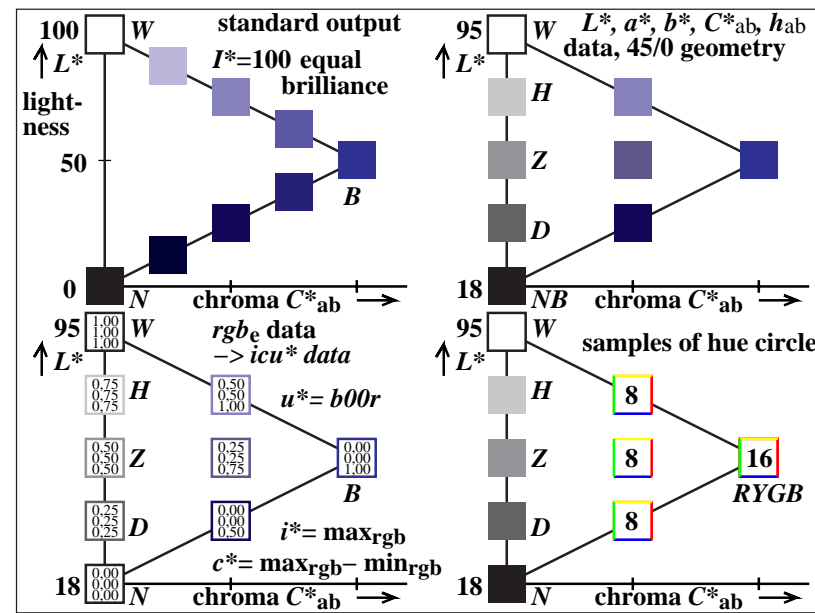 100 W standard output
L* I*=100 equal
brilliance
light-
ness
50
B
0 N chroma C*ab
95 W L*, a*, b*, C*ab, hab
L* data, 45/0 geometry
H
Z
D
18 NB chroma C*ab
95 1,00 1,00 1,00 W rgbe data
L* –> icu* data
0,75 0,75 0,75 H 0,50 0,50 1,00 u*= b00r
0,50 0,50 0,50 Z 0,25 0,25 0,75 0,00 0,00 1,00
B
0,25 0,25 0,25 D 0,00 0,00 0,50 i*= maxrgb
c*= maxrgb– minrgb
18 0,00 0,00 0,00 N chroma C*ab
95 W samples of hue circle
L*
H 8
Z 8 16
RYGB
D 8
18 N chroma C*ab